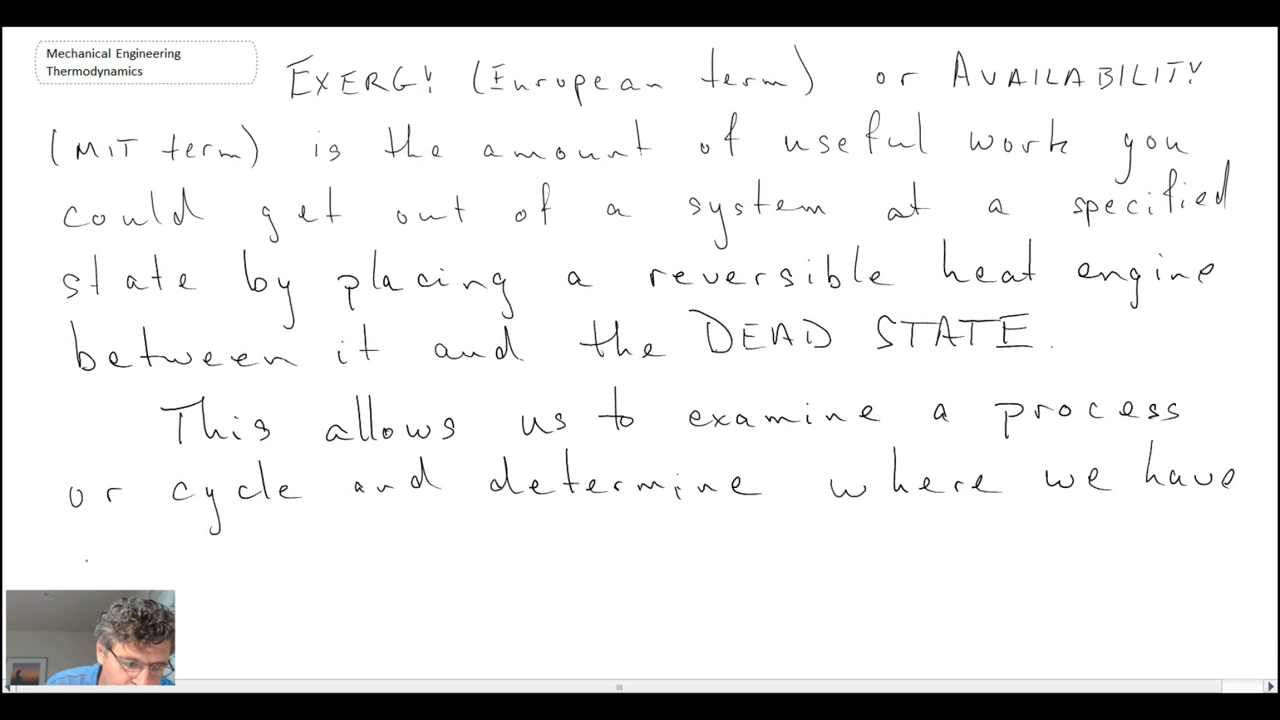 Mechanical Engineering
Thermodynamics
EXERGY (European term) or AVAILABILITY
(MIT term) is the amount of useful work you
could get out of a system at a specified
state by placing a reversible heat engine
between it and the DEAD STATE.
This allows us to examine a process
or cycle and determine where we have